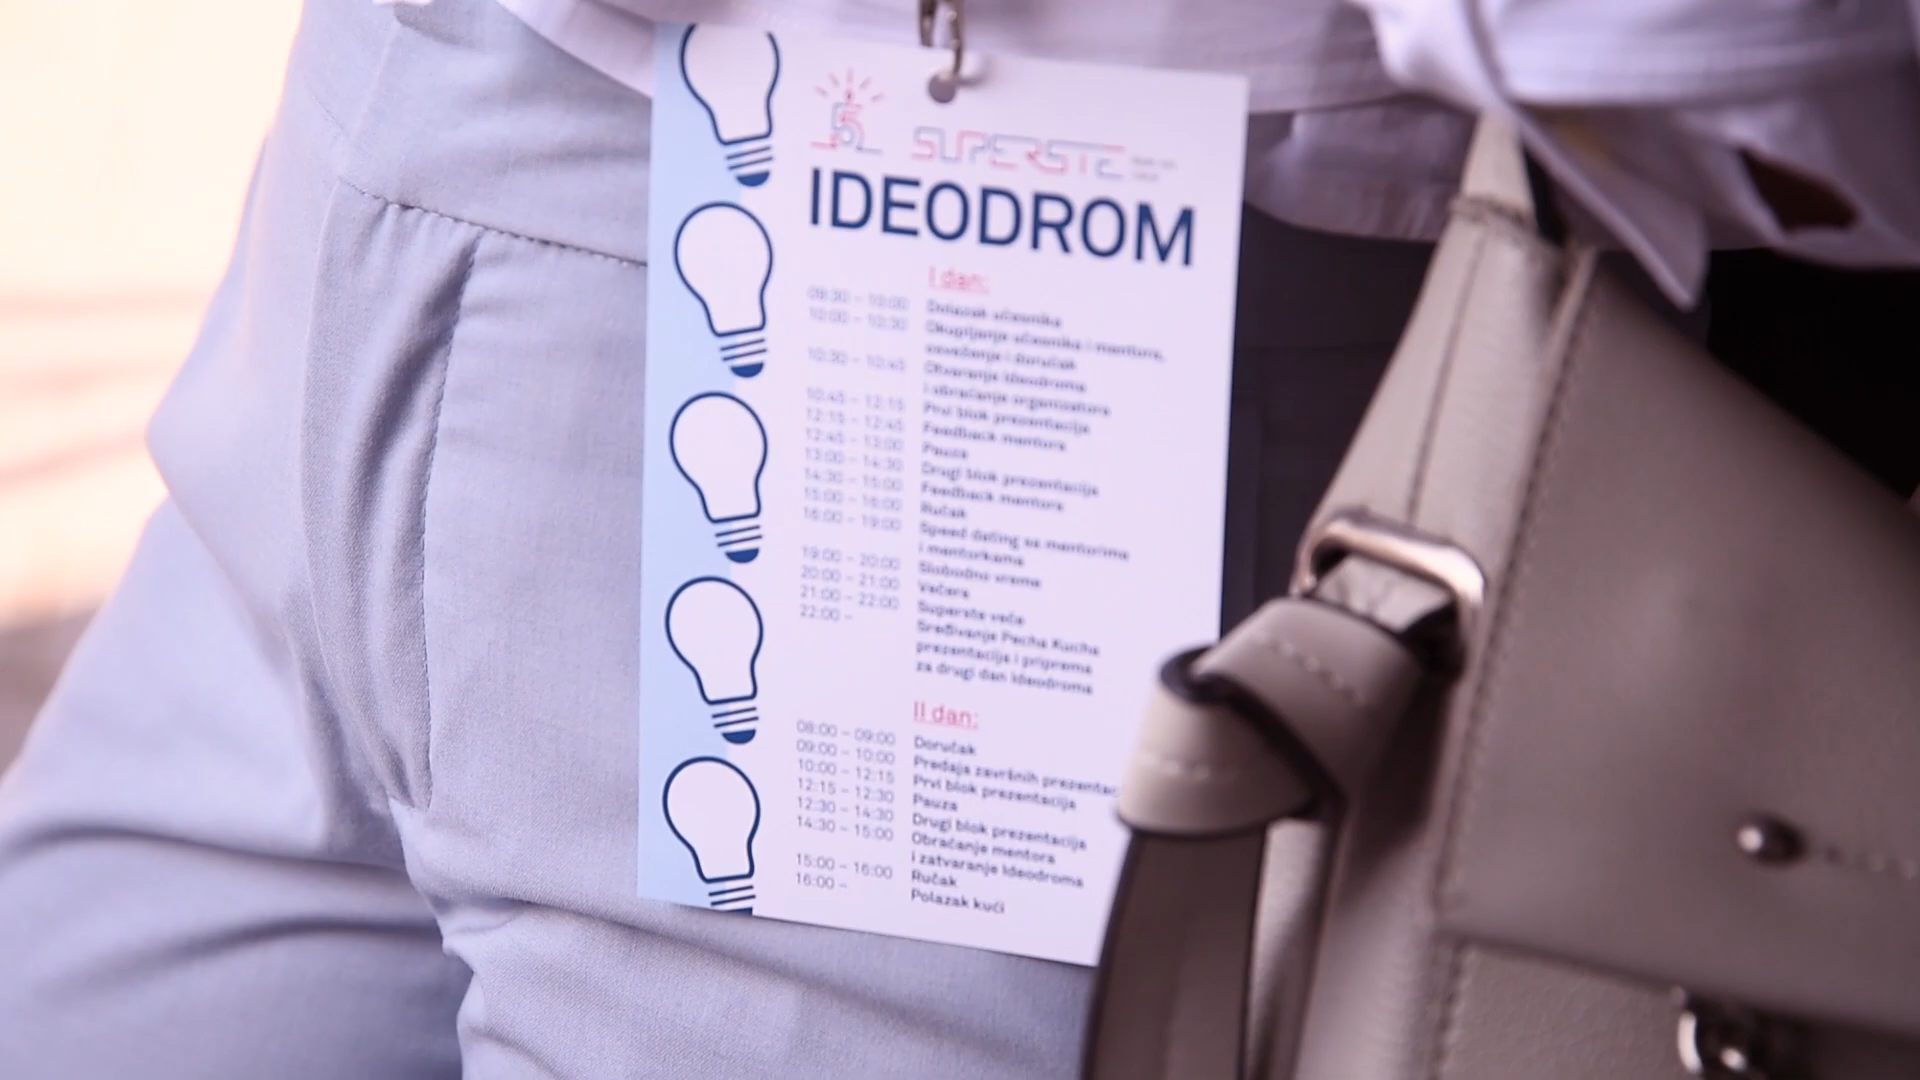 SUPERSTE
IDEODROM
I dan:
09:30 – 10:00 Dolazak učesnika
10:00 – 10:30 Okupljanje učesnika i mentora,
osveženje i doručak
10:30 – 10:45 Otvaranje Ideodroma
i obraćanje organizatora
10:45 – 12:15 Prvi blok prezentacija
12:15 – 12:45 Feedback mentora
12:45 – 13:00 Pauza
13:00 – 14:30 Drugi blok prezentacija
14:30 – 15:00 Feedback mentora
15:00 – 16:00 Ručak
16:00 – 19:00 Speed dating sa mentorima
i mentorkama
19:00 – 20:00 Slobodno vreme
20:00 – 21:00 Večera
21:00 – 22:00 Superste veče
22:00 – Sređivanje Pecha Kucha
prezentacija i priprema
za drugi dan Ideodroma
II dan:
08:00 – 09:00 Doručak
09:00 – 10:00 Predaja završnih prezentac
10:00 – 12:15 Prvi blok prezentacija
12:15 – 12:30 Pauza
12:30 – 14:30 Drugi blok prezentacija
14:30 – 15:00 Obraćanje mentora
i zatvaranje Ideodroma
15:00 – 16:00 Ručak
16:00 – Polazak kući